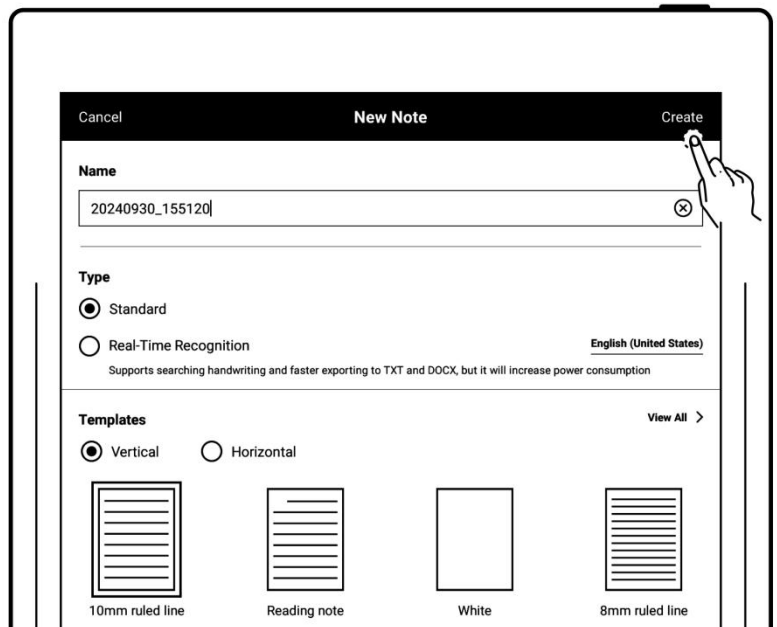 Cancel New Note Create
Name
20240930_155120
Type
Standard
Real-Time Recognition English (United States)
Supports searching handwriting and faster exporting to TXT and DOCX, but it will increase power consumption
Templates View All
Vertical Horizontal
10mm ruled line Reading note White 8mm ruled line